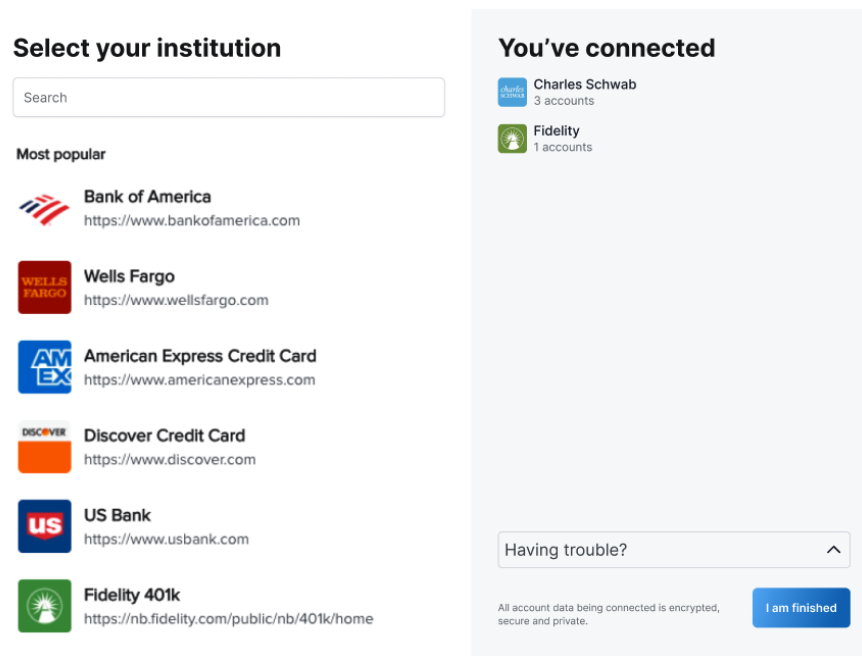 Select your institution
Search
Most popular
Bank of America
https://www.bankofamerica.com
WELLS
FARGO
Wells Fargo
https://www.wellsfargo.com
AM
EX
American Express Credit Card
https://www.americanexpress.com
DISCOVER
Discover Credit Card
https://www.discover.com
us
US Bank
https://www.usbank.com
Fidelity 401k
https://nb.fidelity.com/public/nb/401k/home
You’ve connected
charles
SCHWAB
Charles Schwab
3 accounts
Fidelity
1 accounts
Having trouble?
All account data being connected is encrypted,
secure and private.
I am finished